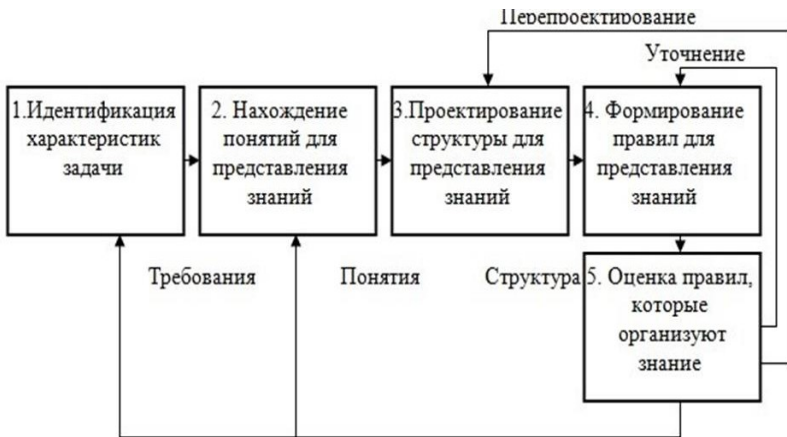 Перепроектирование
Уточнение
1.Идентификация
характеристик
задачи
2. Нахождение
понятий для
представления
знаний
3.Проектирование
структуры для
представления
знаний
4. Формирование
правил для
представления
знаний
Требования
Понятия
Структура
5. Оценка правил,
которые
организуют
знание